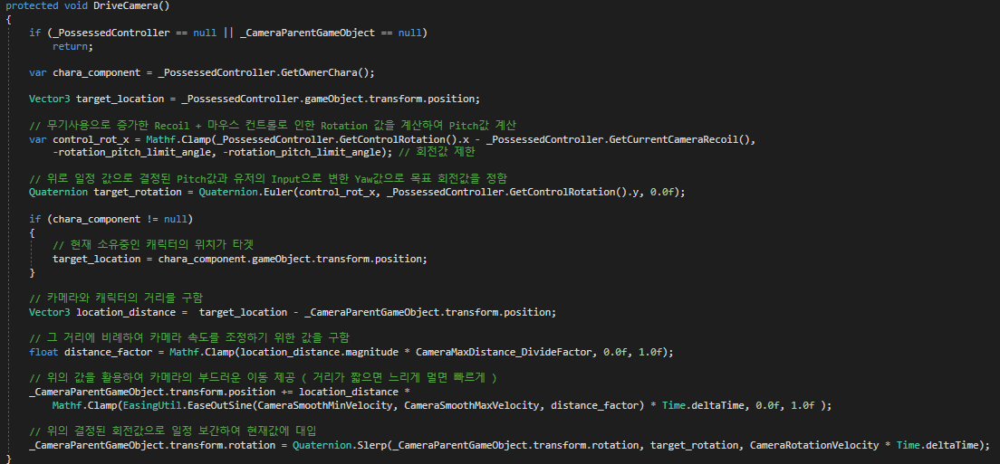 protected void DriveCamera()
{
if (_PossessedController == null || _CameraParentGameObject == null)
return;
var chara_component = _PossessedController.GetOwnerChara();
Vector3 target_location = _PossessedController.gameObject.transform.position;
// 무기사용으로 증가한 Recoil + 마우스 컨트롤로 인한 Rotation 값을 계산하여 Pitch값 계산
var control_rot_x = Mathf.Clamp(_PossessedController.GetControlRotation().x - _PossessedController.GetCurrentCameraRecoil(),
-rotation_pitch_limit_angle, -rotation_pitch_limit_angle); // 회전값 제한
// 위로 일정 값으로 결정된 Pitch값과 유저의 Input으로 변한 Yaw값으로 목표 회전값을 정함
Quaternion target_rotation = Quaternion.Euler(control_rot_x, _PossessedController.GetControlRotation().y, 0.0f);
if (chara_component != null)
{
// 현재 소유중인 캐릭터의 위치가 타겟
target_location = chara_component.gameObject.transform.position;
}
// 카메라와 캐릭터의 거리를 구함
Vector3 location_distance =  target_location - _CameraParentGameObject.transform.position;
// 그 거리에 비례하여 카메라 속도를 조정하기 위한 값을 구함
float distance_factor = Mathf.Clamp(location_distance.magnitude * CameraMaxDistance_DivideFactor, 0.0f, 1.0f);
// 위의 값을 활용하여 카메라의 부드러운 이동 제공 ( 거리가 짧으면 느리게 멀면 빠르게 )
_CameraParentGameObject.transform.position += location_distance *
Mathf.Clamp(EasingUtil.EaseOutSine(CameraSmoothMinVelocity, CameraSmoothMaxVelocity, distance_factor) * Time.deltaTime, 0.0f, 1.0f );
// 위의 결정된 회전값으로 일정 보간하여 현재값에 대입
_CameraParentGameObject.transform.rotation = Quaternion.Slerp(_CameraParentGameObject.transform.rotation, target_rotation, CameraRotationVelocity * Time.deltaTime);
}